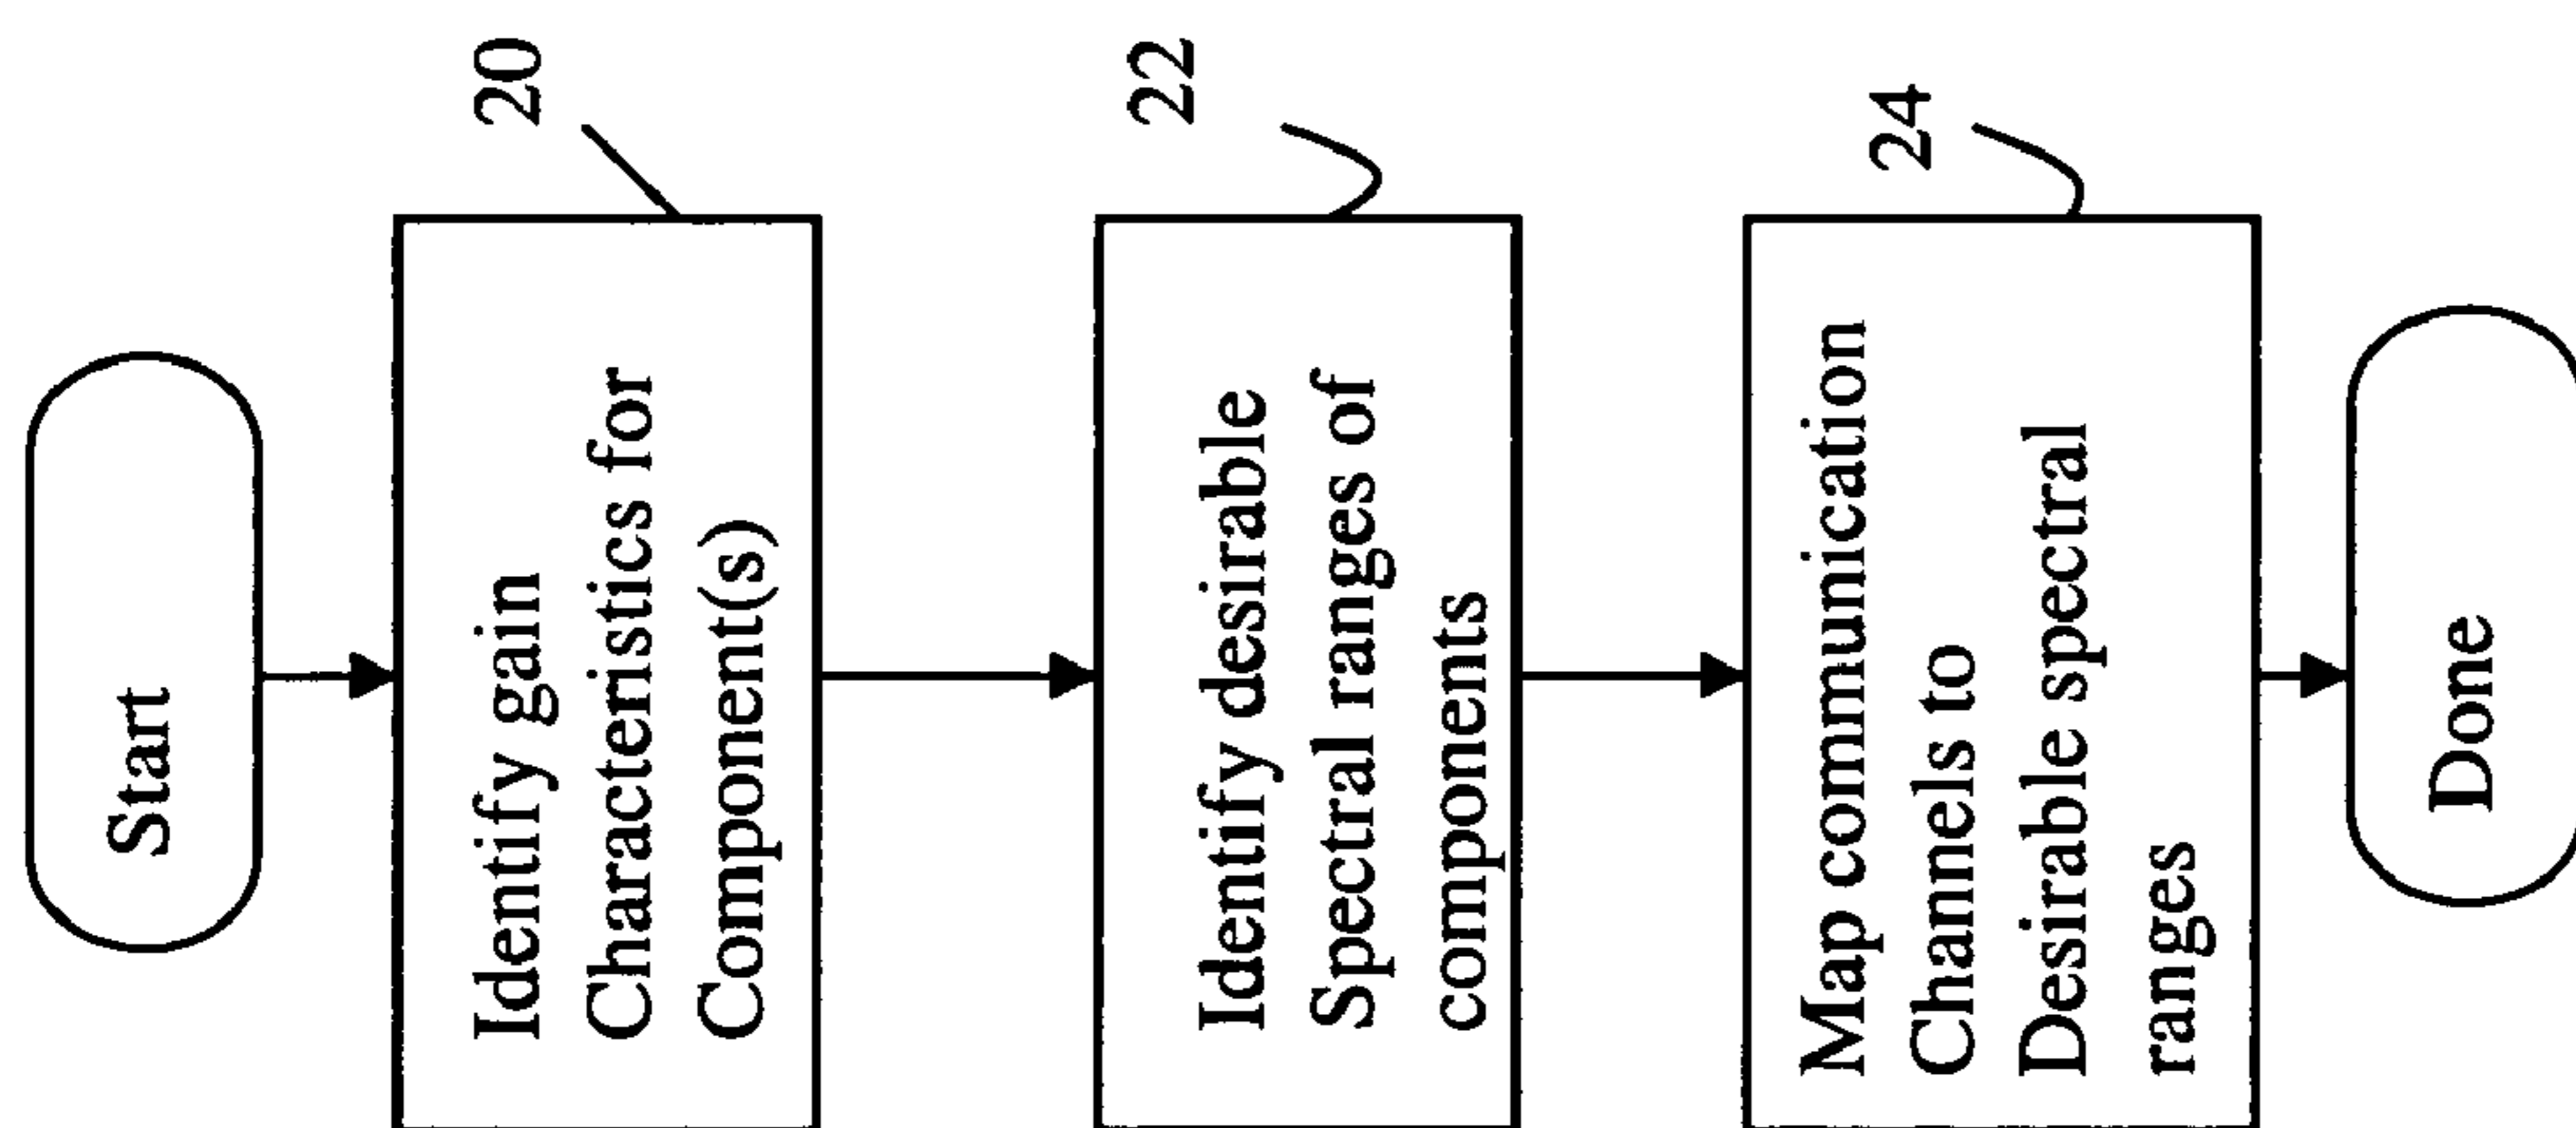 Start
20
Identify gain
Characteristics for
Component(s)
22
Identify desirable
Spectral ranges of
components
24
Map communication
Channels to
Desirable spectral
ranges
Done